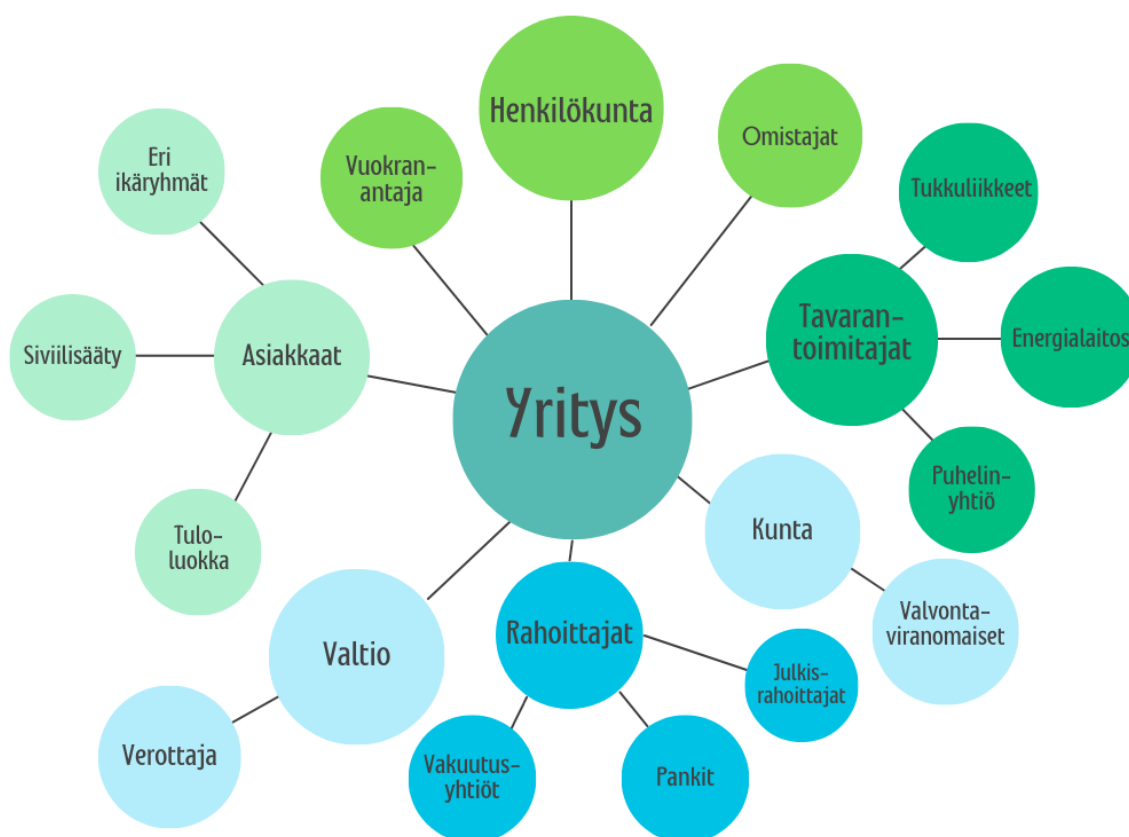 Henkilökunta
Omistajat
Vuokran-
antaja
Eri
ikäryhmät
Tukkuliikkeet
Tavaran-
toimitajat
Energialaitos
Siviilisääty
Asiakkaat
Yritys
Puhelin-
yhtiö
Kunta
Tulo-
luokka
Valvonta-
viranomaiset
Rahoittajat
Valtio
Julkis-
rahoittajat
Verottaja
Vakuutus-
yhtiöt
Pankit